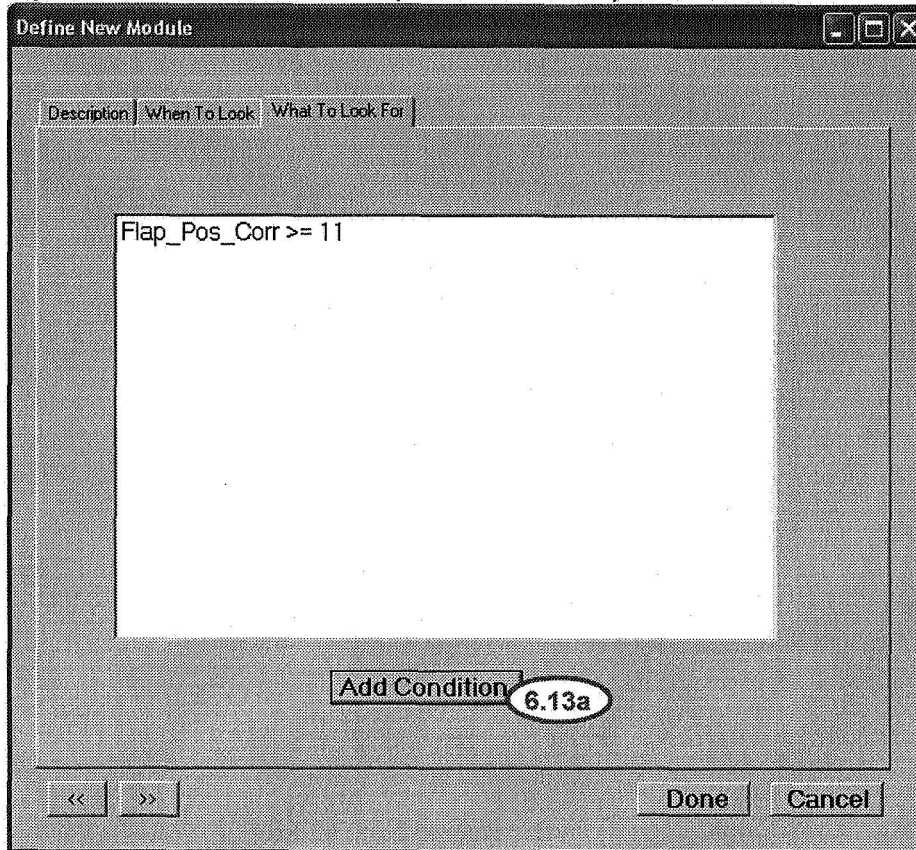 Define New Module
Description When To Look What To Look For
Flap_Pos_Corr >= 11
Add Condition
6.13a
<< >> Done Cancel